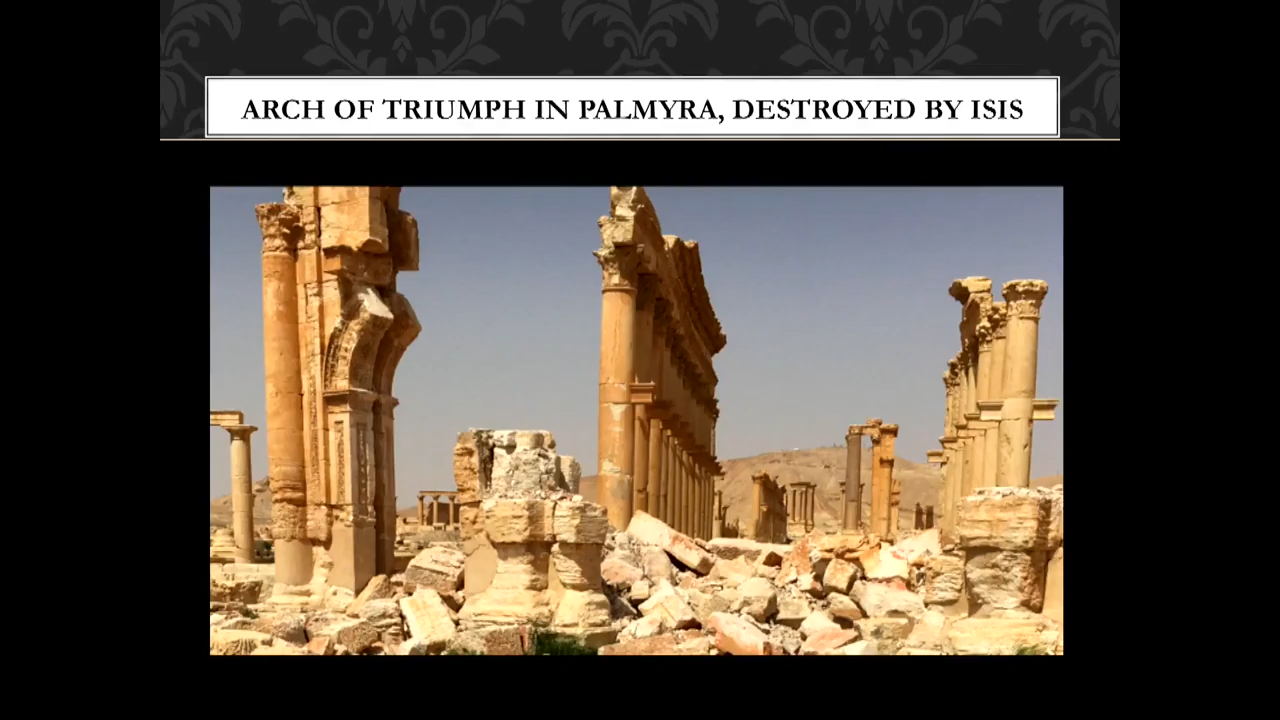 ARCH OF TRIUMPH IN PALMYRA, DESTROYED BY ISIS